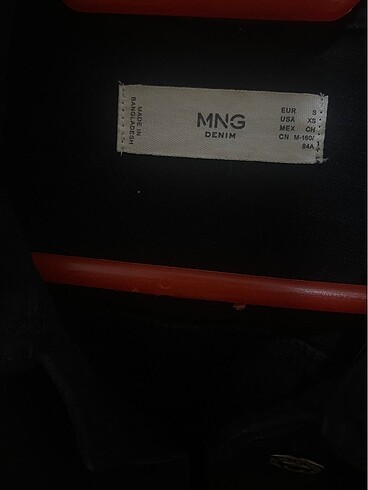 MADE IN
BANGLADESH
MNG
DENIM
EUR S
USA XS
MEX CH
CN M-160/
84A